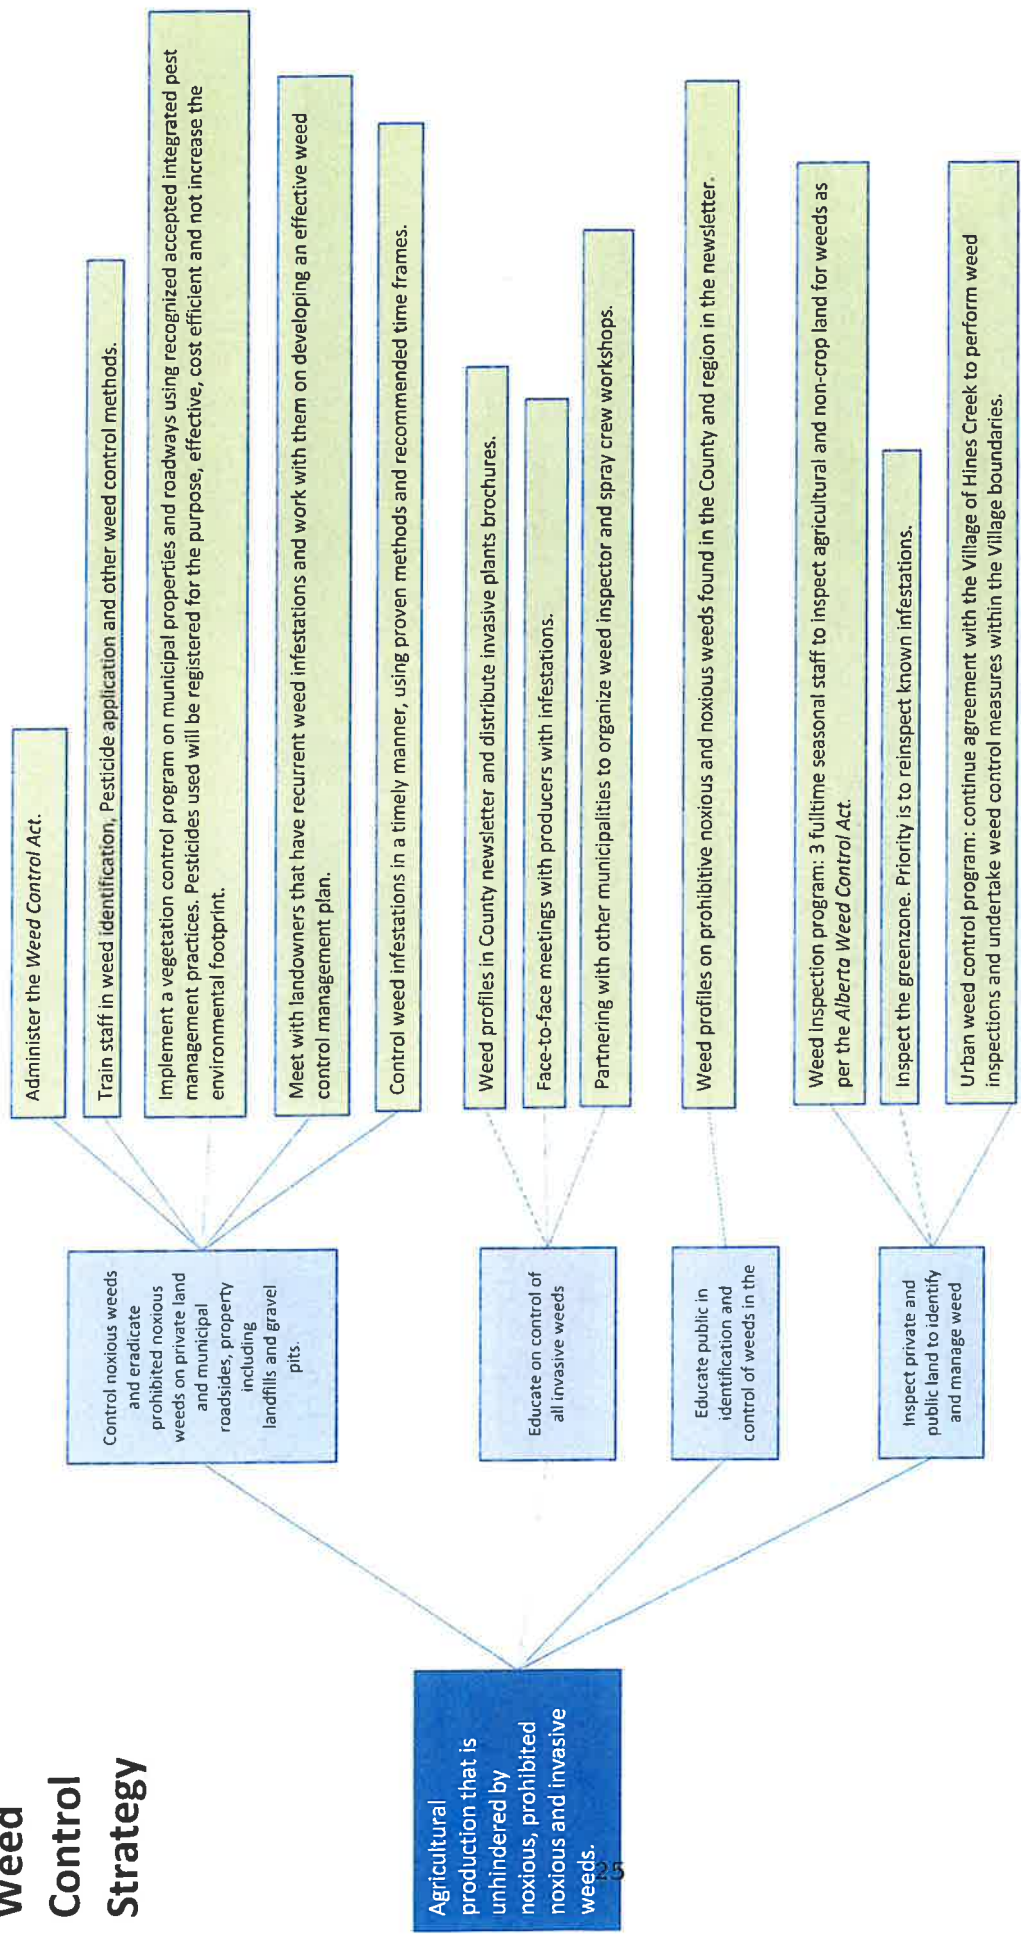 Weed
Control
Strategy
Agricultural
production that is
unhindered by
noxious, prohibited
noxious and invasive
weeds.
Control noxious weeds
and eradicate
prohibited noxious
weeds on private land
and municipal
roadsides, property
including
landfills and gravel
pits.
Administer the Weed Control Act.
Train staff in weed identification, Pesticide application and other weed control methods.
Implement a vegetation control program on municipal properties and roadways using recognized accepted integrated pest
management practices. Pesticides used will be registered for the purpose, effective, cost efficient and not increase the
environmental footprint.
Meet with landowners that have recurrent weed infestations and work with them on developing an effective weed
control management plan.
Control weed infestations in a timely manner, using proven methods and recommended time frames.
Educate on control of
all invasive weeds
Weed profiles in County newsletter and distribute invasive plants brochures.
Face-to-face meetings with producers with infestations.
Partnering with other municipalities to organize weed inspector and spray crew workshops.
Educate public in
identification and
control of weeds in the
Weed profiles on prohibitive noxious and noxious weeds found in the County and region in the newsletter.
Inspect private and
public land to identify
and manage weed
Weed Inspection program: 3 fulltime seasonal staff to inspect agricultural and non-crop land for weeds as
per the Alberta Weed Control Act.
Inspect the greenzone. Priority is to reinspect known infestations.
Urban weed control program: continue agreement with the Village of Hines Creek to perform weed
inspections and undertake weed control measures within the Village boundaries.
25